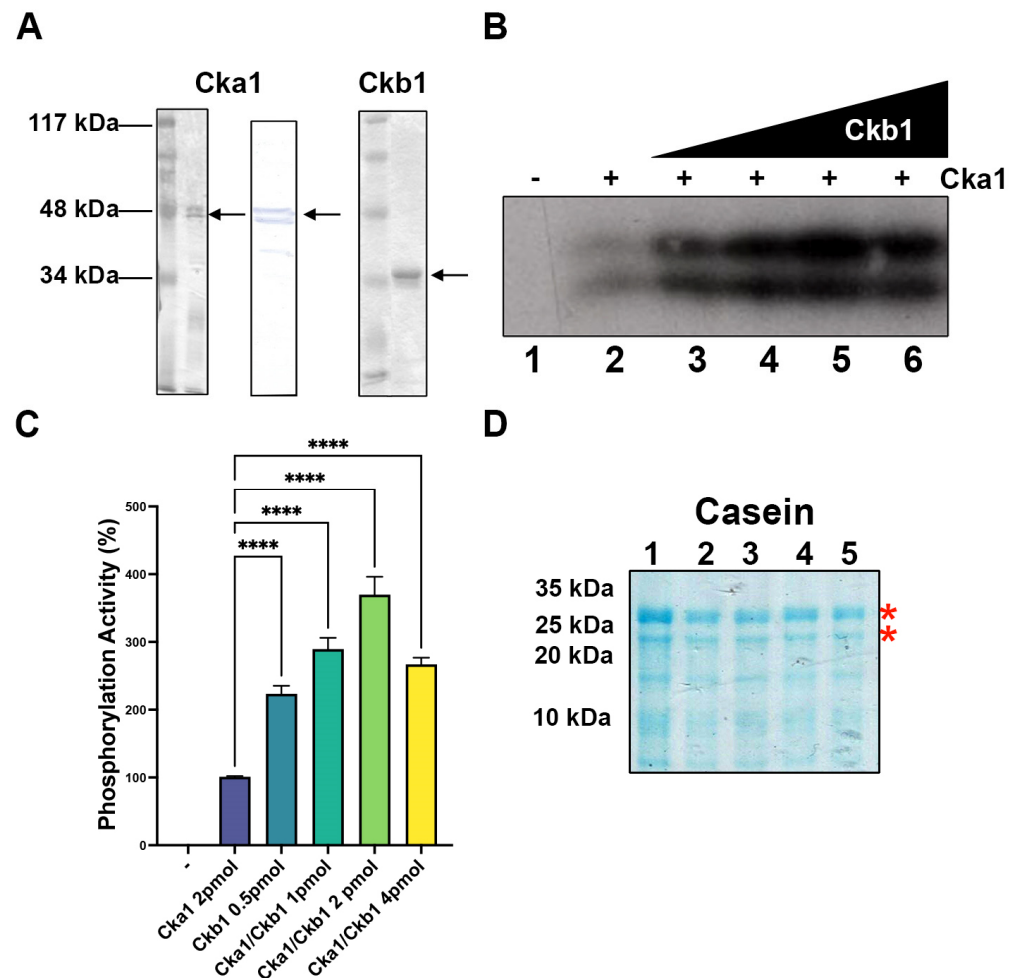 A
Cka1
Ckb1
117 kDa
48 kDa
34 kDa
B
Ckb1
- + + + + + Cka1
1 2 3 4 5 6
C
**** 
****
****
****
Phosphorylation Activity (%)
500
400
300
200
100
0
-
Cka1 2pmol
Ckb1 0.5pmol
Cka1/Ckb1 1pmol
Cka1/Ckb1 2 pmol
Cka1/Ckb1 4pmol
D
Casein
1 2 3 4 5
35 kDa
25 kDa
20 kDa
10 kDa
*
*